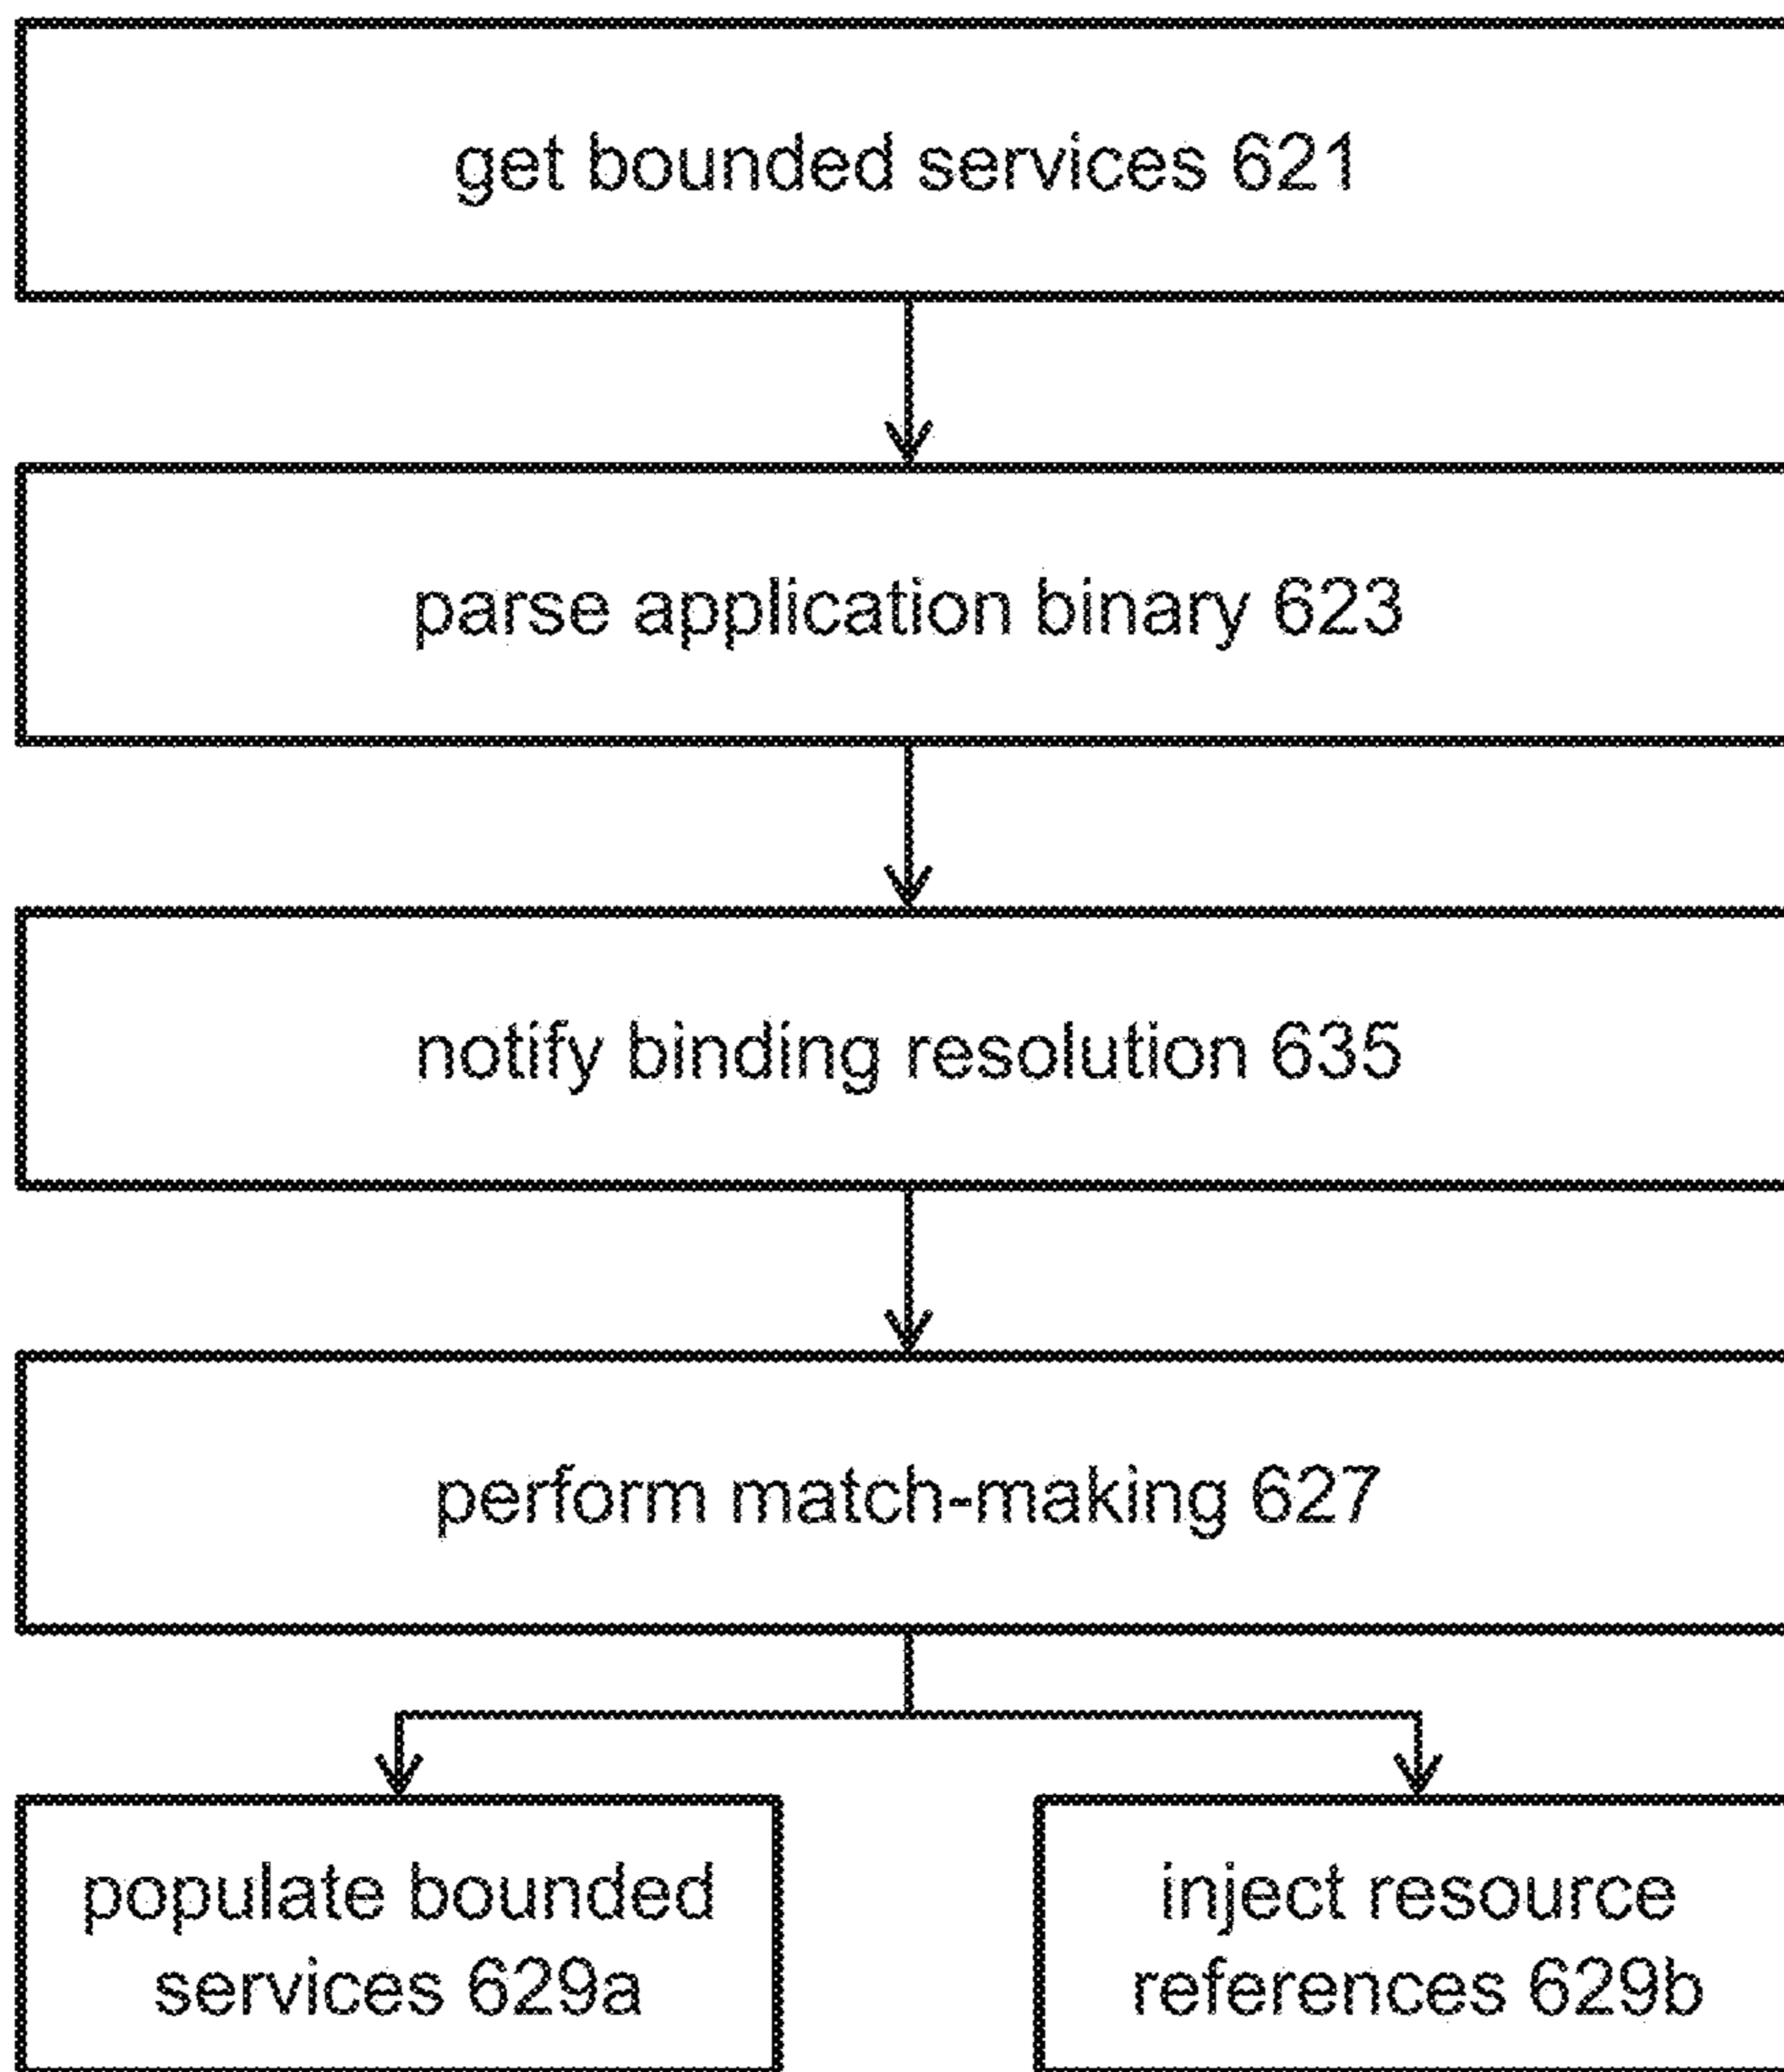 get bounded services 621
parse application binary 623
notify binding resolution 635
perform match-making 627
populate bounded
services 629a
inject resource
references 629b